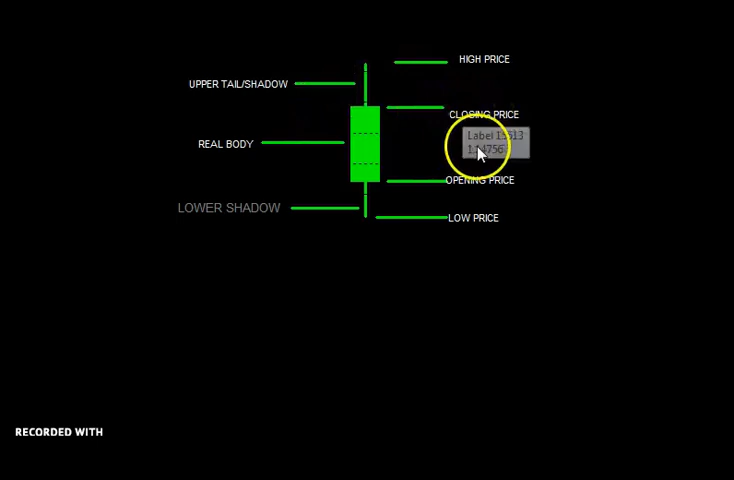 HIGH PRICE
UPPER TAIL/SHADOW
CLOSING PRICE
REAL BODY
OPENING PRICE
LOWER SHADOW
LOW PRICE
RECORDED WITH